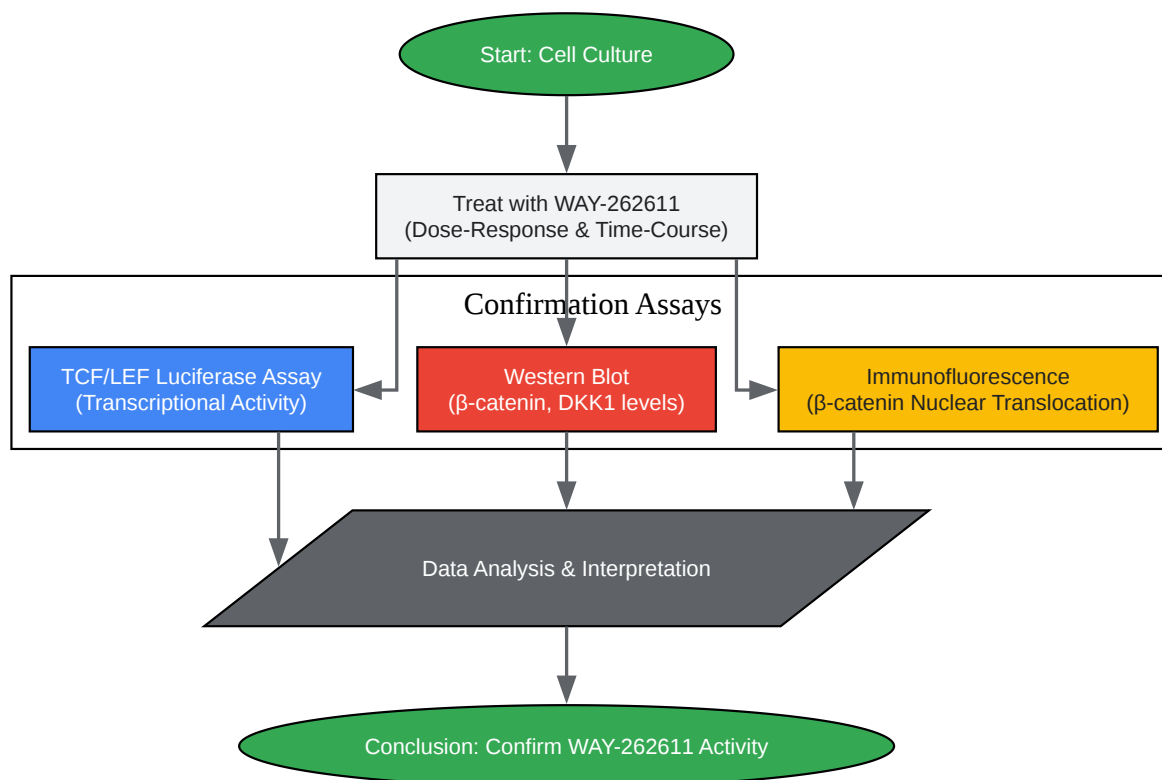 Start: Cell Culture
Treat with WAY-262611
(Dose-Response & Time-Course)
Confirmation Assays
TCF/LEF Luciferase Assay
(Transcriptional Activity)
Western Blot
(β-catenin, DKK1 levels)
Immunofluorescence
(β-catenin Nuclear Translocation)
Data Analysis & Interpretation
Conclusion: Confirm WAY-262611 Activity